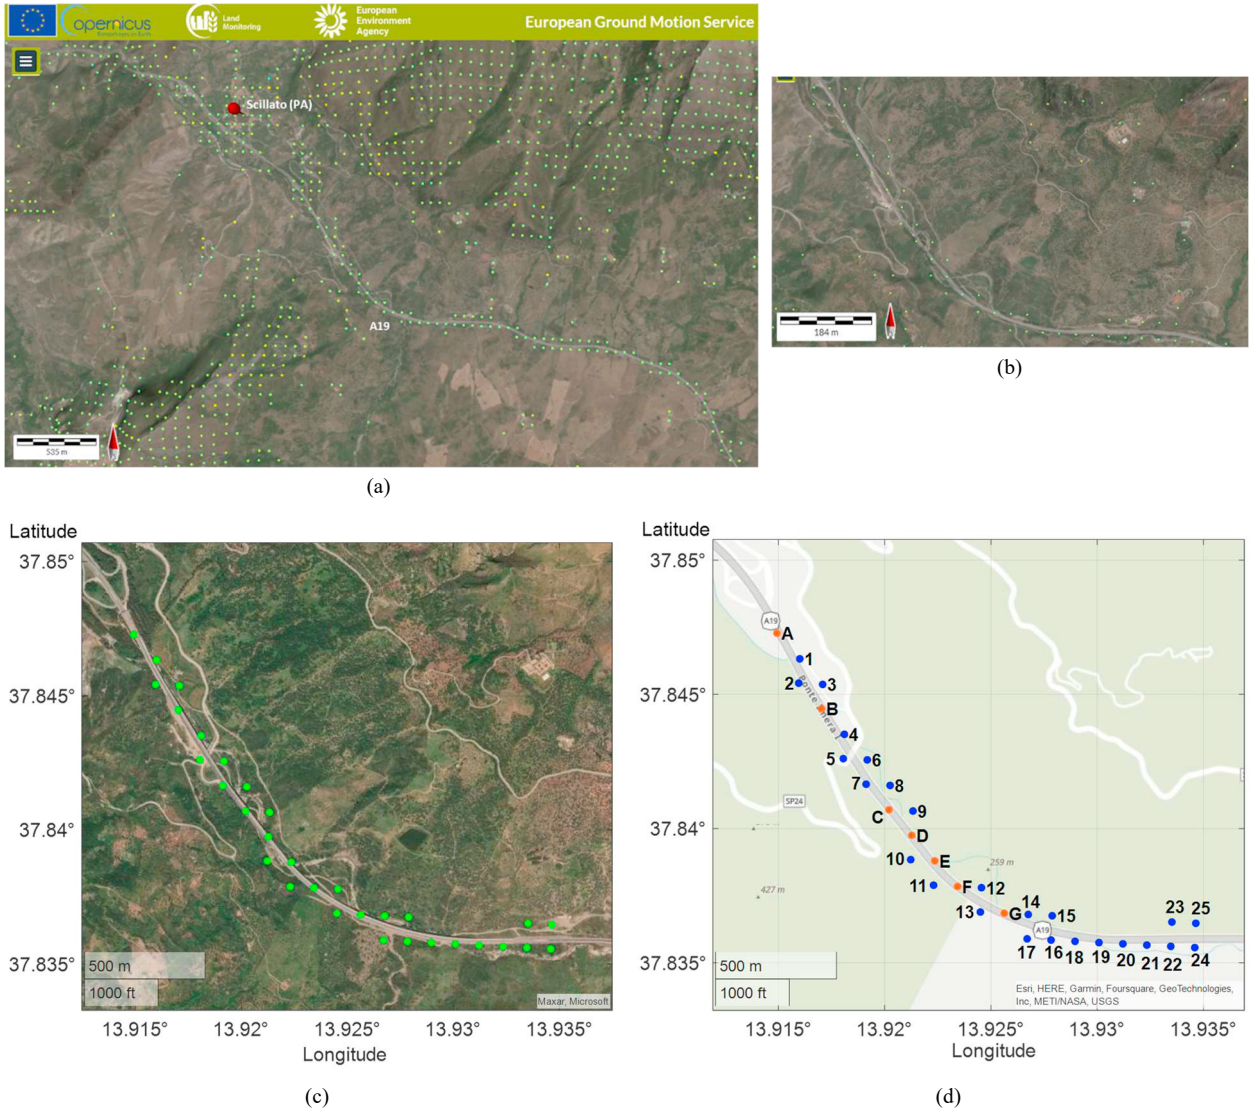 Copernicus
Land
Monitoring
European
Environment
Agency
European Ground Motion Service
Scillato (PA)
A19
535 m
(a)
184 m
(b)
Latitude
37.85°
37.845°
37.84°
37.835°
500 m
1000 ft
Maxar, Microsoft
13.915°
13.92°
13.925°
13.93°
13.935°
Longitude
(c)
Latitude
37.85°
37.845°
37.84°
37.835°
A19
A
1
2
3
B
4
5
6
7
8
C
9
D
10
E
259 m
11
F
12
427 m
13
G
14
15
23
25
A19
17
16
18
19
20
21
22
24
SP24
500 m
1000 ft
Esri, HERE, Garmin, Foursquare, GeoTechnologies,
Inc, METI/NASA, USGS
13.915°
13.92°
13.925°
13.93°
13.935°
Longitude
(d)